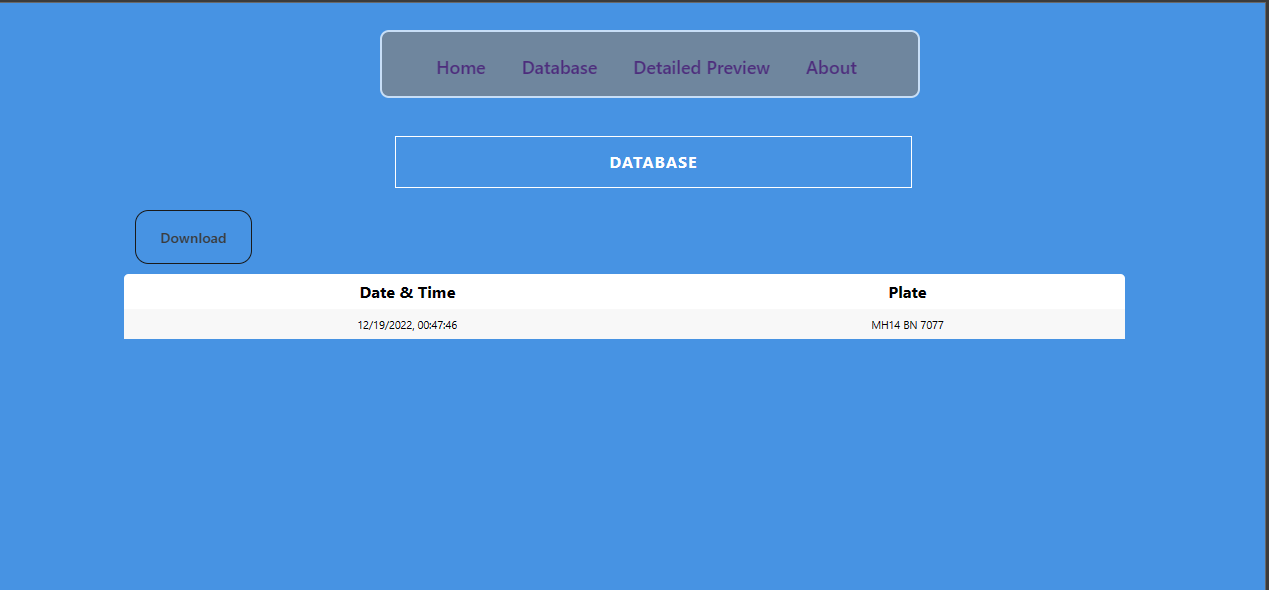 Home Database Detailed Preview About
DATABASE
Download
Date & Time Plate
12/19/2022, 00:47:46 MH14 BN 7077